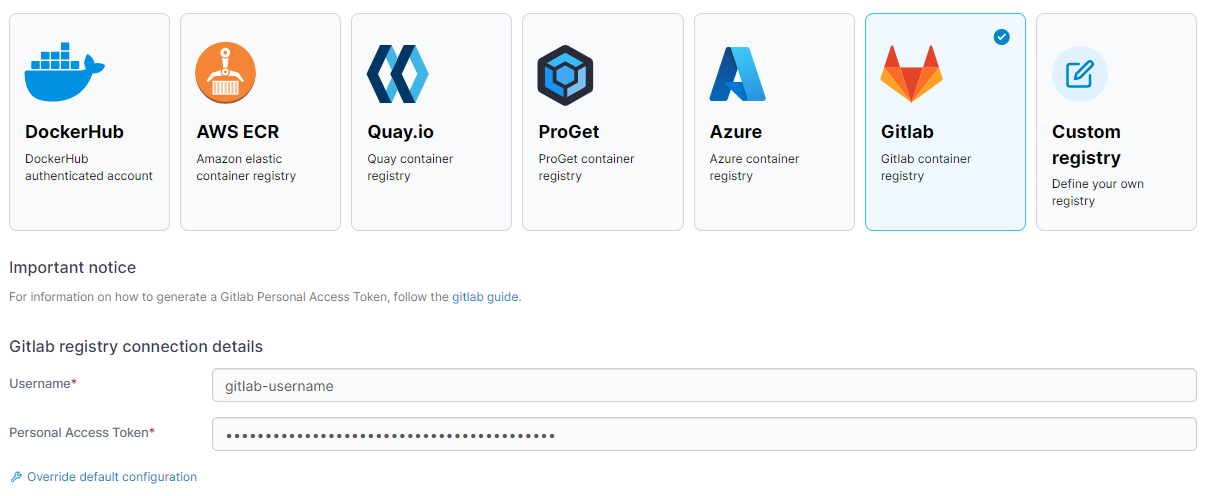 DockerHub
DockerHub
authenticated account
AWS ECR
Amazon elastic
container registry
Quay.io
Quay container
registry
ProGet
ProGet container
registry
Azure
Azure container
registry
Gitlab
Gitlab container
registry
Custom
registry
Define your own
registry
Important notice
For information on how to generate a Gitlab Personal Access Token, follow the gitlab guide.
Gitlab registry connection details
Username*
gitlab-username
Personal Access Token*
••••••••••••••••••••••••••••••••••••••••••
Override default configuration